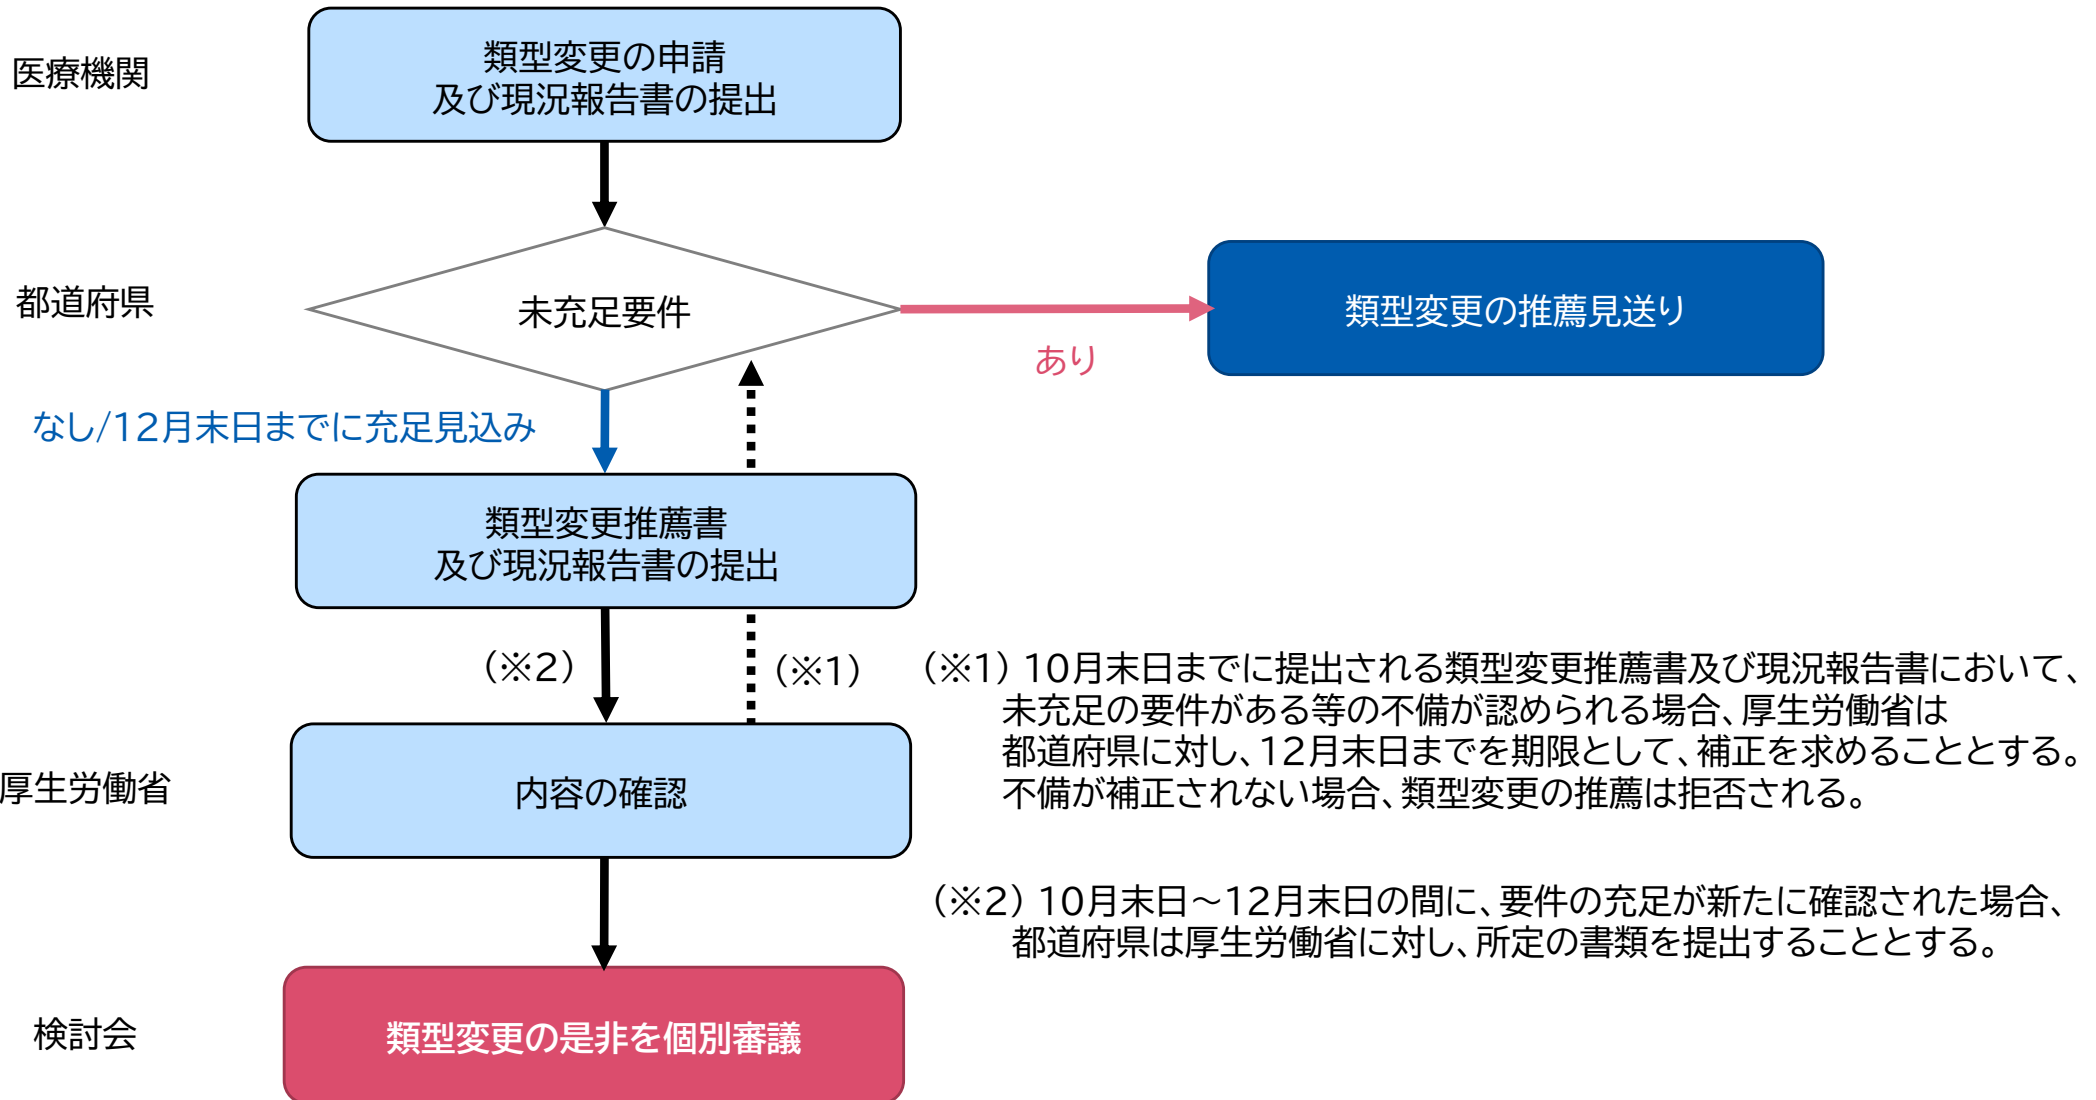 医療機関
類型変更の申請
及び現況報告書の提出
都道府県
未充足要件
あり
類型変更の推薦見送り
なし/12月末日までに充足見込み
類型変更推薦書
及び現況報告書の提出
(※2)
(※1)
(※1) 10月末日までに提出される類型変更推薦書及び現況報告書において、
未充足の要件がある等の不備が認められる場合、厚生労働省は
都道府県に対し、12月末日までを期限として、補正を求めることとする。
不備が補正されない場合、類型変更の推薦は拒否される。
厚生労働省
内容の確認
(※2) 10月末日～12月末日の間に、要件の充足が新たに確認された場合、
都道府県は厚生労働省に対し、所定の書類を提出することとする。
検討会
類型変更の是非を個別審議